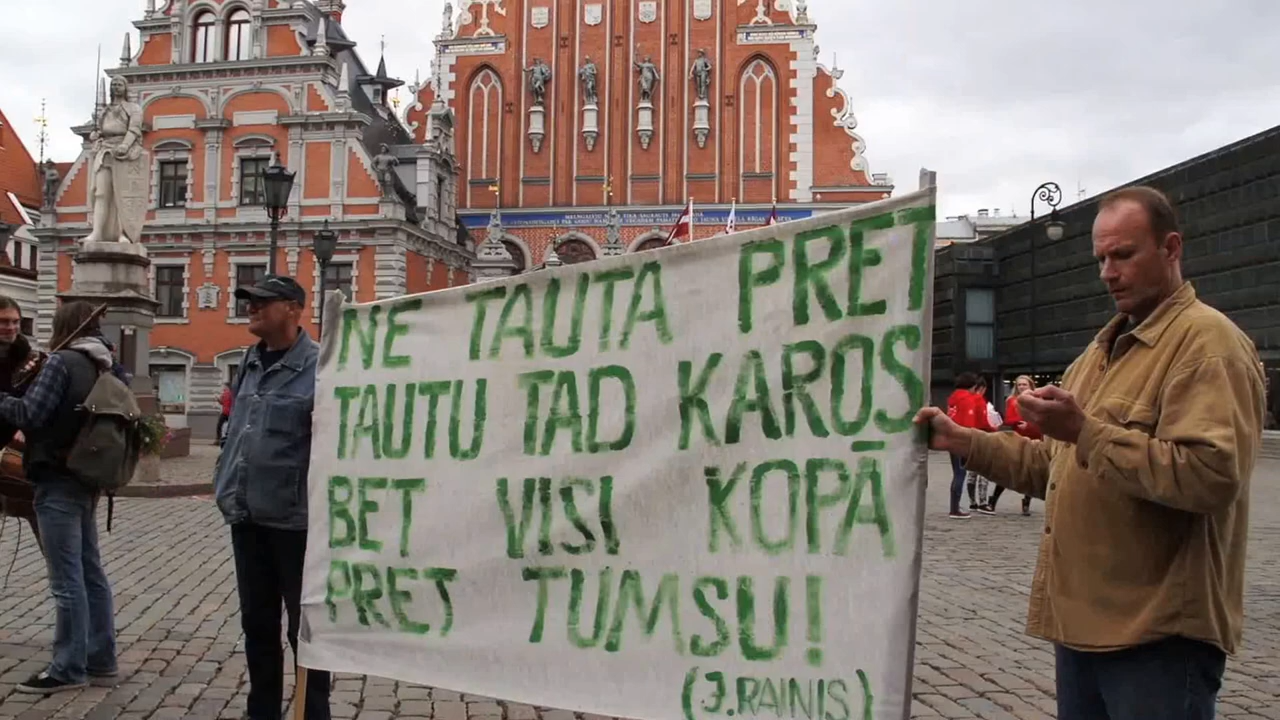 NE TAUTA PRET
TAUTU TAD KAROS
BET VISI KOPĀ
PRET TUMSU!
(J.RAINIS)